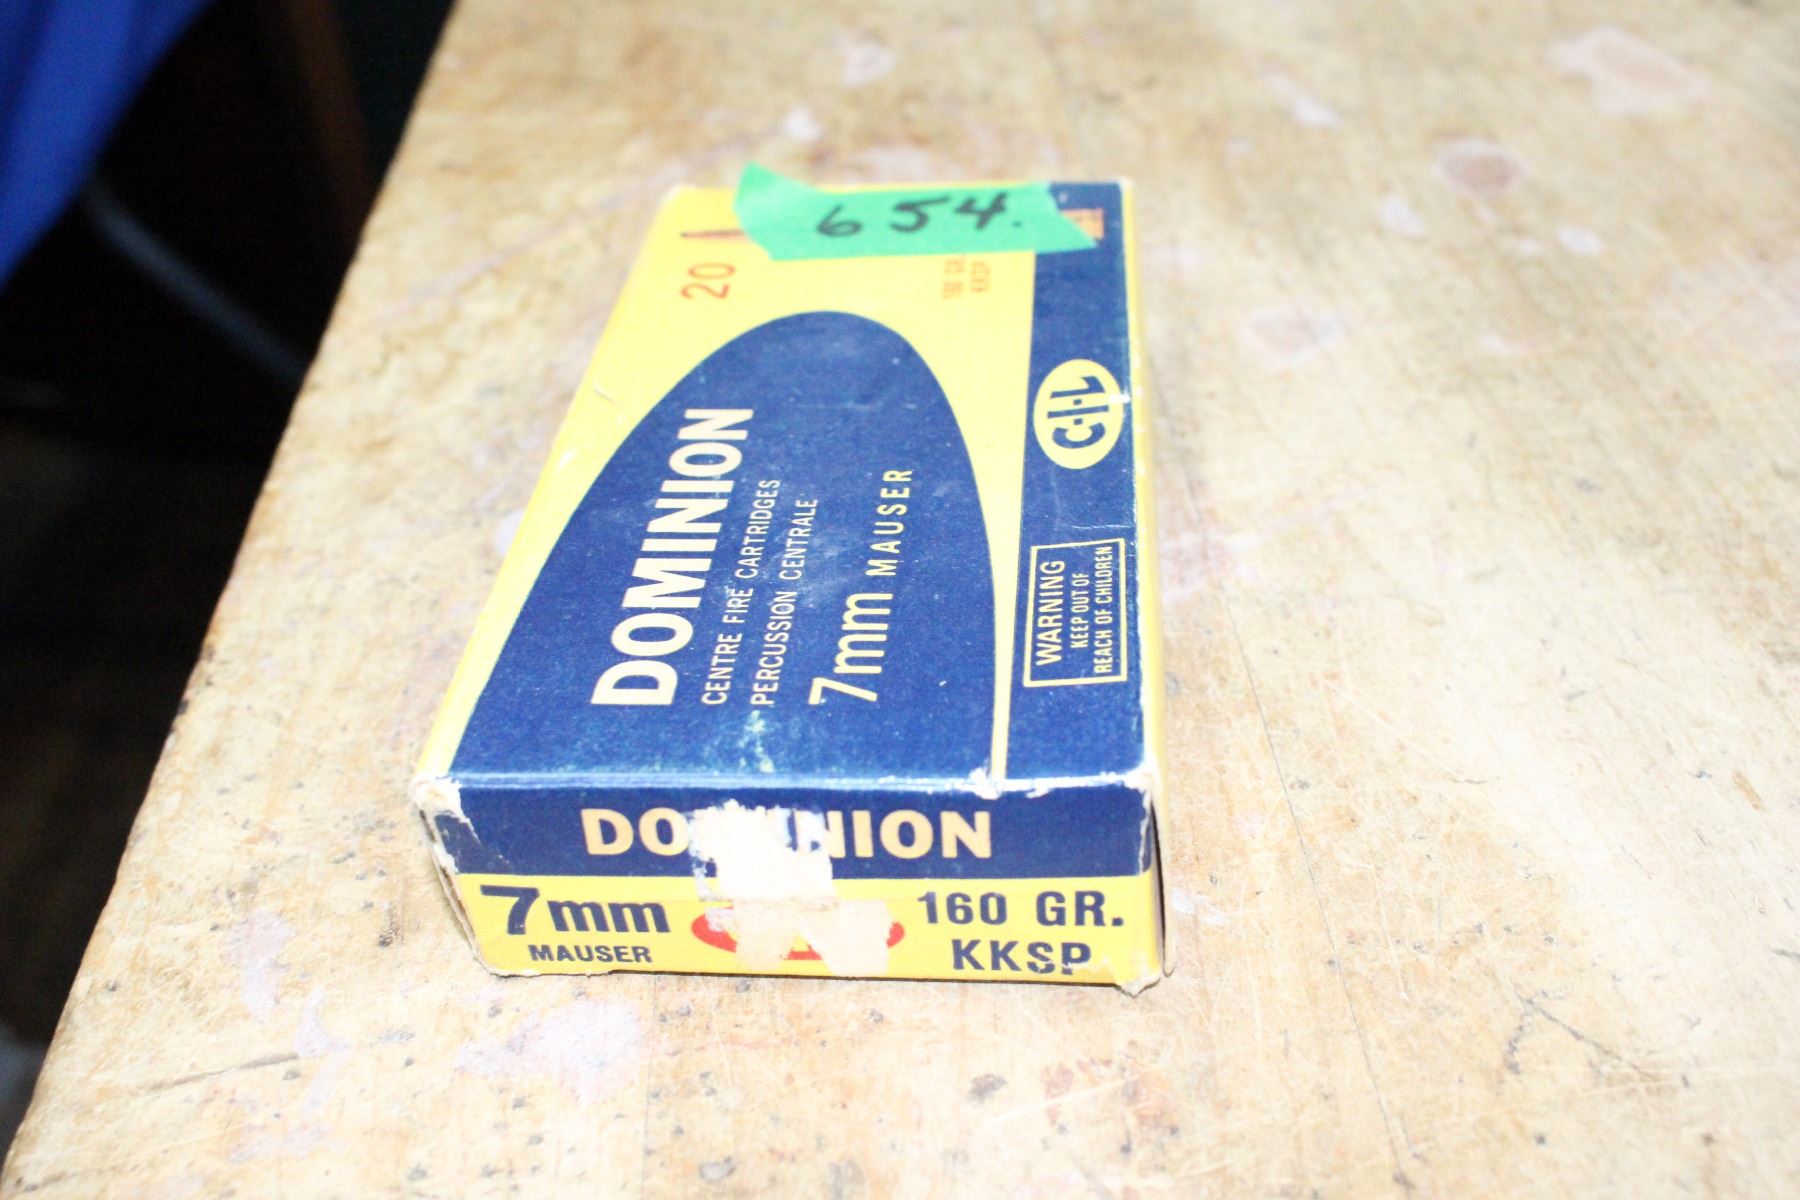 654.
20
160 GR.
KKSP
DOMINION
CENTRE FIRE CARTRIDGES
PERCUSSION CENTRALE
7mm MAUSER
C-I-L
WARNING
KEEP OUT OF
REACH OF CHILDREN
7mm
MAUSER
160 GR.
KKSP